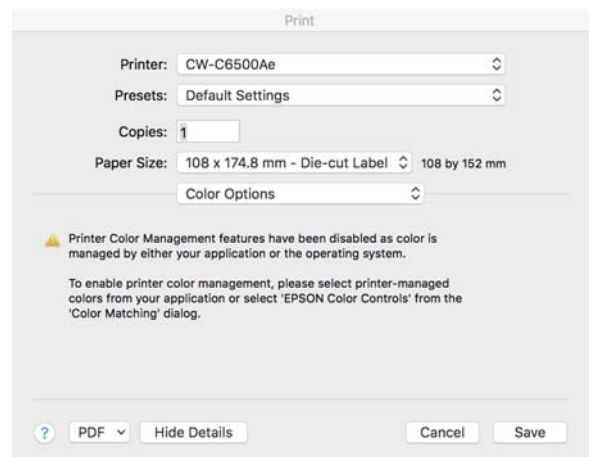 Print
Printer: CW-C6500Ae
Presets: Default Settings
Copies: 1
Paper Size: 108 x 174.8 mm - Die-cut Label 108 by 152 mm
Color Options
Printer Color Management features have been disabled as color is
managed by either your application or the operating system.
To enable printer color management, please select printer-managed
colors from your application or select 'EPSON Color Controls' from the
'Color Matching' dialog.
? PDF Hide Details Cancel Save